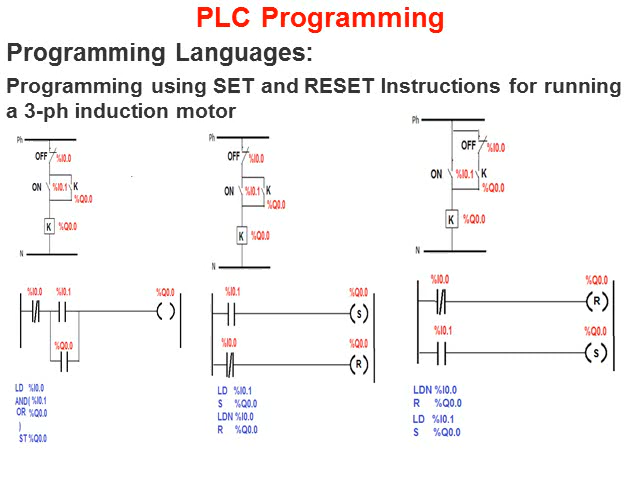 PLC Programming
Programming Languages:
Programming using SET and RESET Instructions for running
a 3-ph induction motor
Ph
OFF %I0.0
ON %I0.1 K
%Q0.0
K %Q0.0
N
%I0.0 %I0.1 %Q0.0
( )
%Q0.0
LD %I0.0
AND( %I0.1
OR %Q0.0
)
ST %Q0.0
Ph
OFF %I0.0
ON %I0.1 K
%Q0.0
K %Q0.0
N
%I0.1 %Q0.0
(S)
%I0.0 %Q0.0
(R)
LD %I0.1
S %Q0.0
LDN %I0.0
R %Q0.0
Ph
OFF %I0.0
ON %I0.1 K
%Q0.0
K %Q0.0
N
%I0.0 %Q0.0
(R)
%I0.1 %Q0.0
(S)
LDN %I0.0
R %Q0.0
LD %I0.1
S %Q0.0